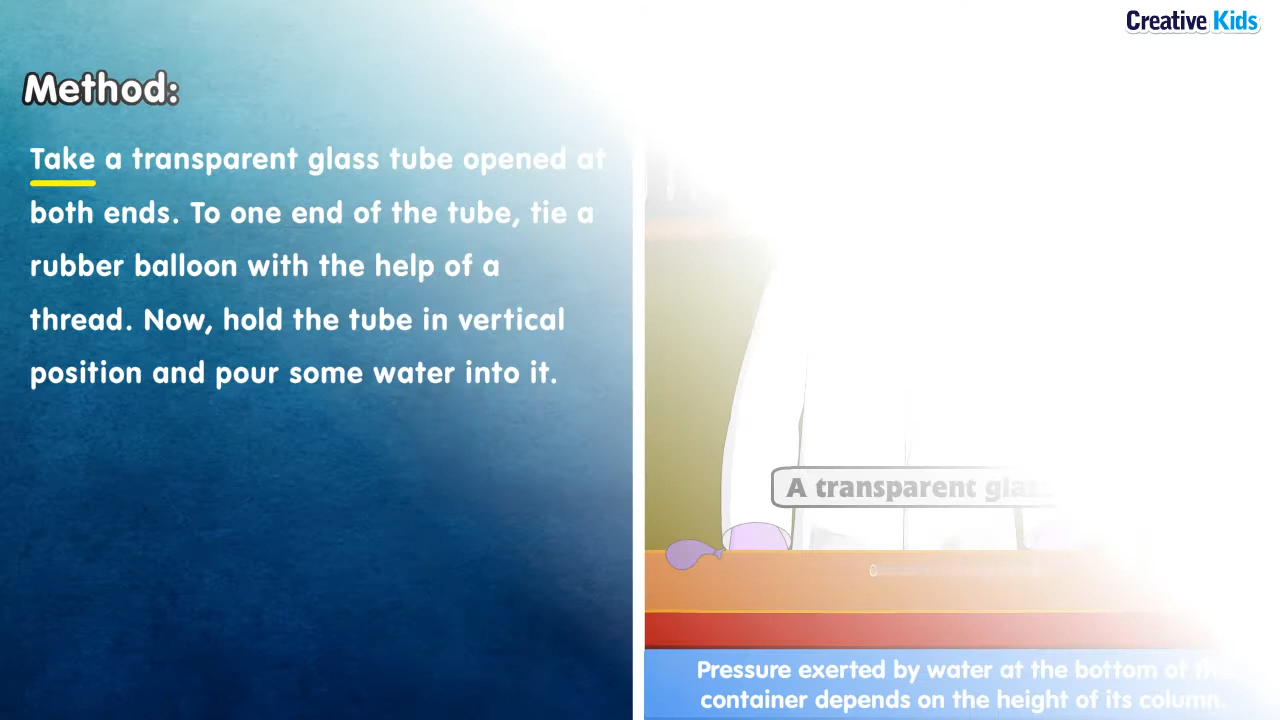 Creative Kids
Method:
Take a transparent glass tube opened at
both ends. To one end of the tube, tie a
rubber balloon with the help of a
thread. Now, hold the tube in vertical
position and pour some water into it.
A transparent glass
Pressure exerted by water at the bottom of the
container depends on the height of its column.